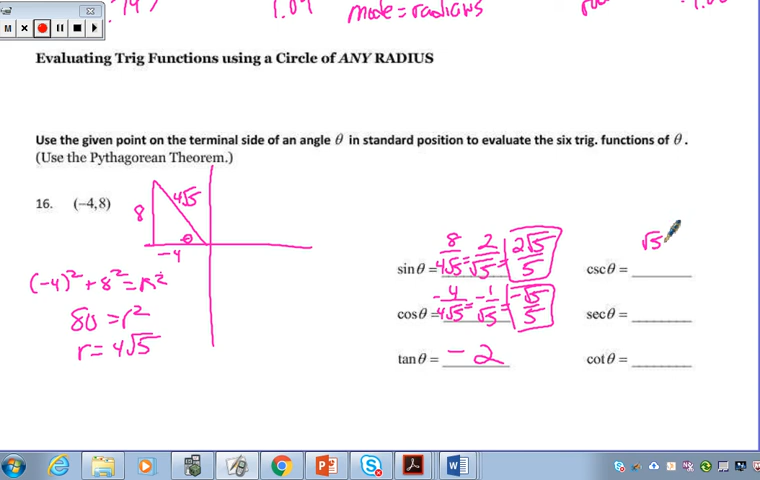 mode = radians
M
Evaluating Trig Functions using a Circle of ANY RADIUS
Use the given point on the terminal side of an angle θ in standard position to evaluate the six trig. functions of θ.
(Use the Pythagorean Theorem.)
16. (−4,8)
8
4√5
θ
−4
(−4)² + 8² = r²
80 = r²
r = 4√5
sin θ = 8/4√5 = 2/√5 = 2√5/5
csc θ = √5
cos θ = −4/4√5 = −1/√5 = −√5/5
sec θ =
tan θ = −2
cot θ =